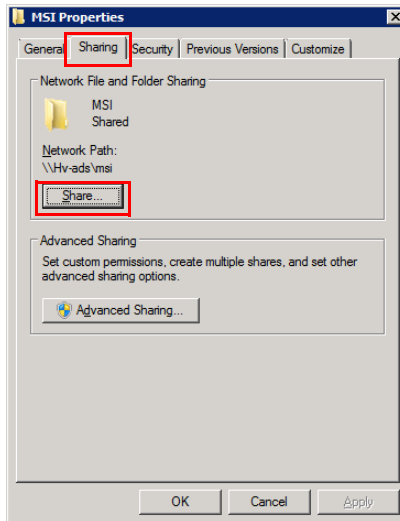 MSI Properties
General Sharing Security Previous Versions Customize
Network File and Folder Sharing
MSI
Shared
Network Path:
\\Hv-ads\msi
Share...
Advanced Sharing
Set custom permissions, create multiple shares, and set other
advanced sharing options.
Advanced Sharing...
OK Cancel Apply